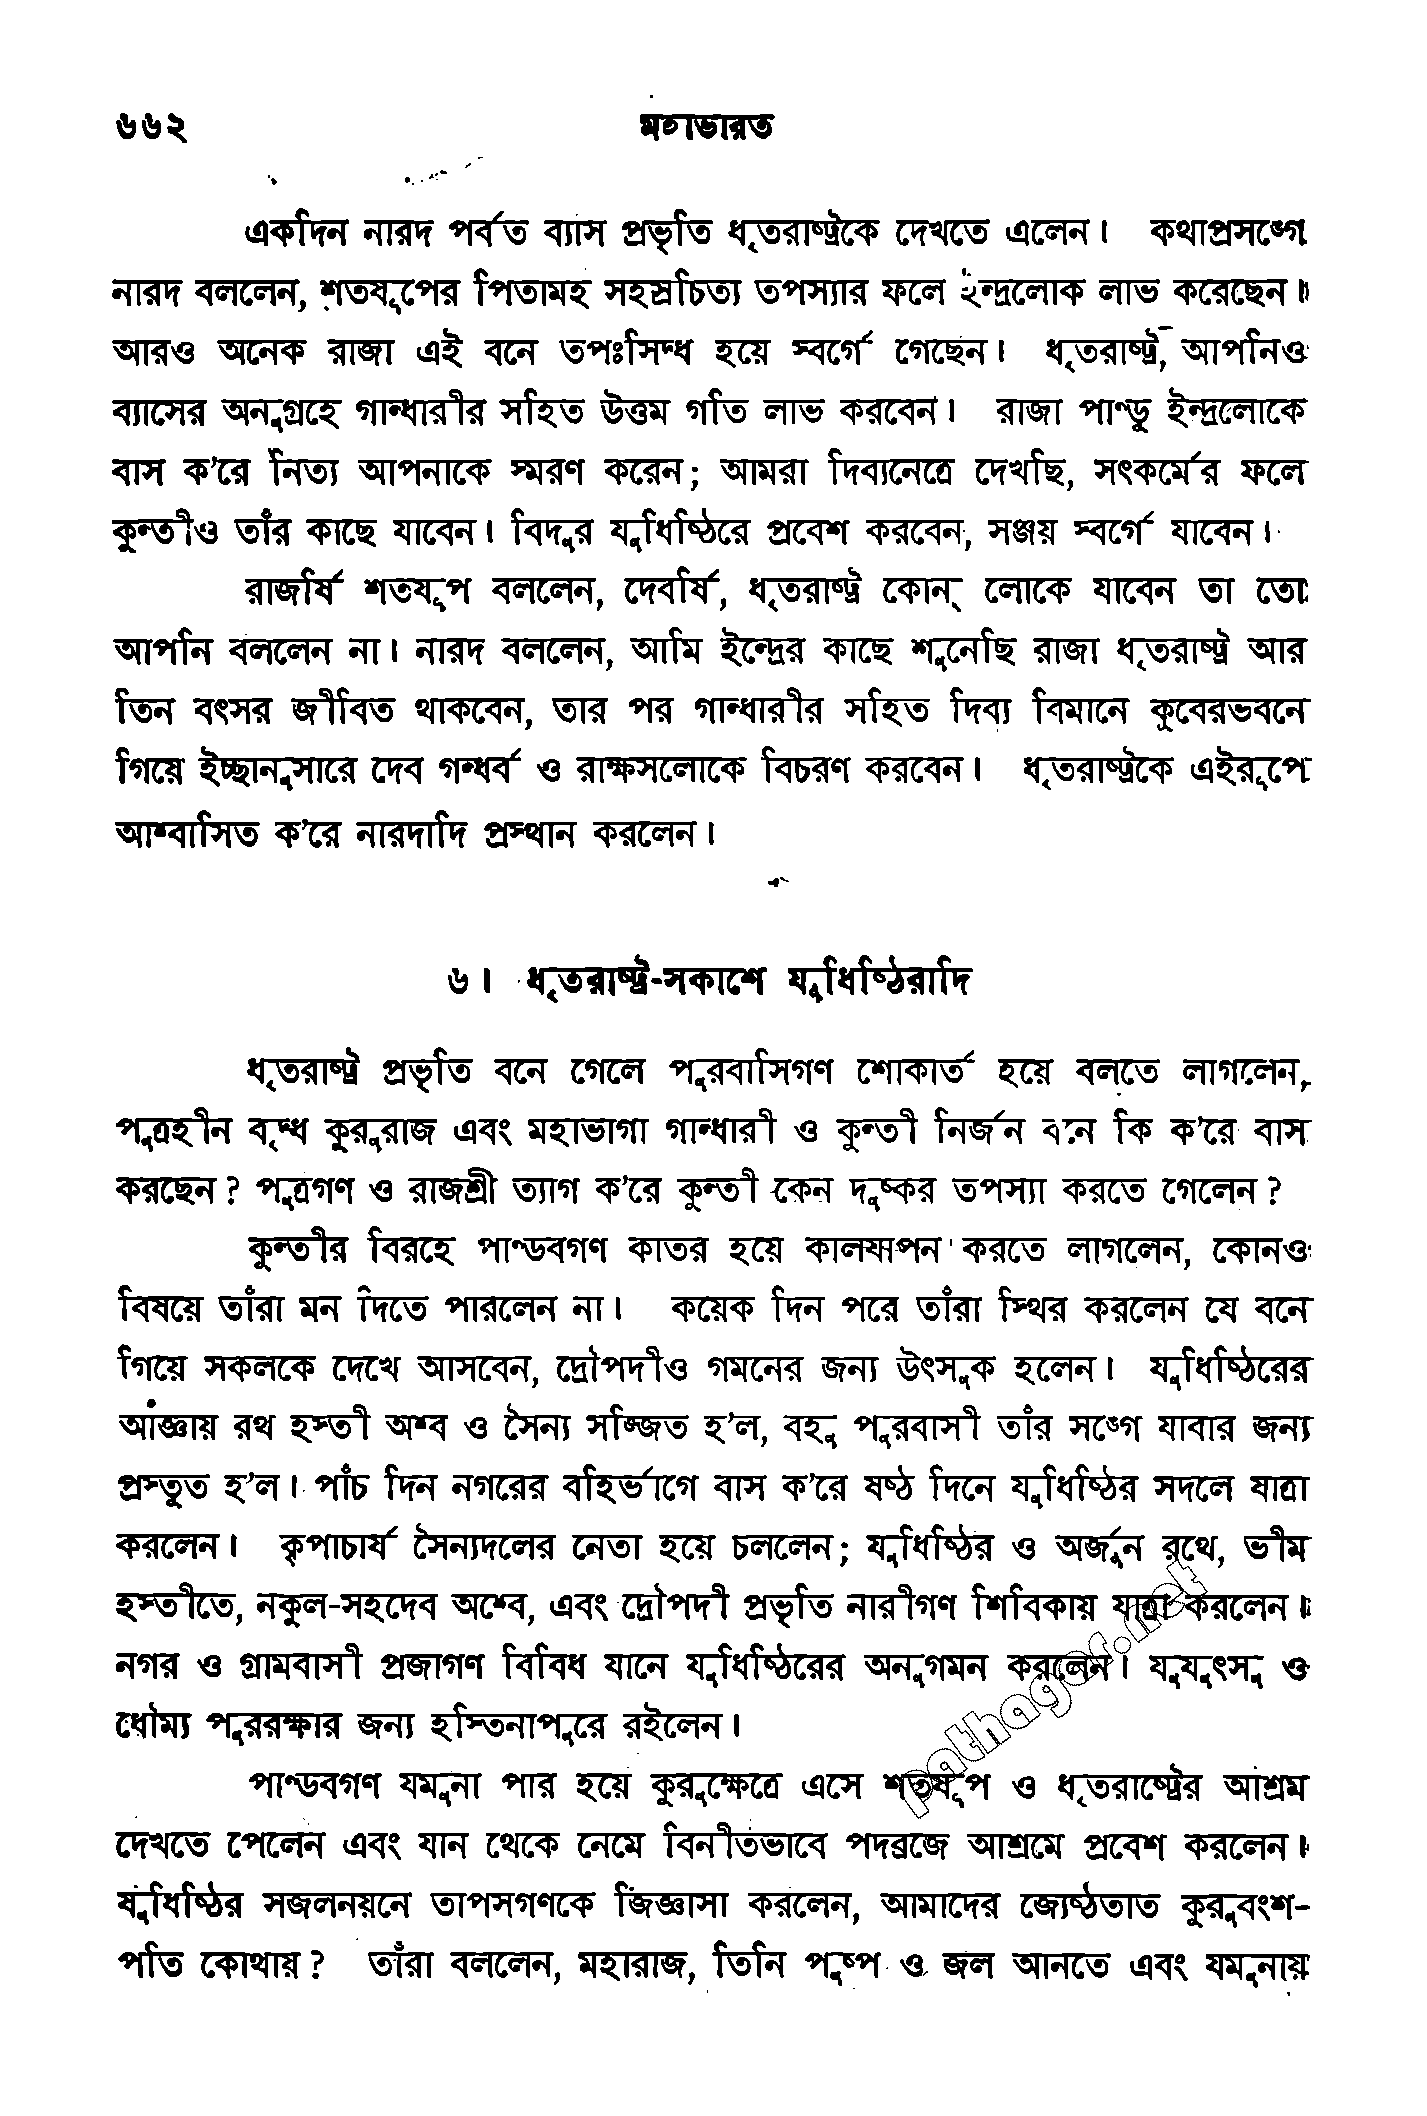 ৬৬২ মহাভারত
একদিন নারদ পর্বত ব্যাস প্রভৃতি ধৃতরাষ্ট্রকে দেখতে এলেন। কথাপ্রসঙ্গে
নারদ বললেন, শতযূপের পিতামহ সহস্রচিত্য তপস্যার ফলে ইন্দ্রলোক লাভ করেছেন।
আরও অনেক রাজা এই বনে তপঃসিদ্ধ হয়ে স্বর্গে গেছেন। ধৃতরাষ্ট্র, আপনিও
ব্যাসের অনুগ্রহে গান্ধারীর সহিত উত্তম গতি লাভ করবেন। রাজা পাণ্ডু ইন্দ্রলোকে
বাস ক'রে নিত্য আপনাকে স্মরণ করেন; আমরা দিব্যনেত্রে দেখছি, সৎকর্মের ফলে
কুন্তীও তাঁর কাছে যাবেন। বিদুর যুধিষ্ঠিরে প্রবেশ করবেন, সঞ্জয় স্বর্গে যাবেন।
রাজর্ষি শতযূপ বললেন, দেবর্ষি, ধৃতরাষ্ট্র কোন্ লোকে যাবেন তা তো
আপনি বললেন না। নারদ বললেন, আমি ইন্দ্রের কাছে শুনেছি রাজা ধৃতরাষ্ট্র আর
তিন বৎসর জীবিত থাকবেন, তার পর গান্ধারীর সহিত দিব্য বিমানে কুবেরভবনে
গিয়ে ইচ্ছানুসারে দেব গন্ধর্ব ও রাক্ষসলোকে বিচরণ করবেন। ধৃতরাষ্ট্রকে এইরূপে
আশ্বাসিত ক'রে নারদাদি প্রস্থান করলেন।
৬। ধৃতরাষ্ট্র-সকাশে যুধিষ্ঠিরাদি
ধৃতরাষ্ট্র প্রভৃতি বনে গেলে পুরবাসিগণ শোকার্ত হয়ে বলতে লাগলেন,
পুত্রহীন বৃদ্ধ কুরুরাজ এবং মহাভাগা গান্ধারী ও কুন্তী নির্জন বনে কি ক'রে বাস
করছেন? পুত্রগণ ও রাজশ্রী ত্যাগ ক'রে কুন্তী কেন দুষ্কর তপস্যা করতে গেলেন?
কুন্তীর বিরহে পাণ্ডবগণ কাতর হয়ে কালযাপন করতে লাগলেন, কোনও
বিষয়ে তাঁরা মন দিতে পারলেন না। কয়েক দিন পরে তাঁরা স্থির করলেন যে বনে
গিয়ে সকলকে দেখে আসবেন, দ্রৌপদীও গমনের জন্য উৎসুক হলেন। যুধিষ্ঠিরের
আজ্ঞায় রথ হস্তী অশ্ব ও সৈন্য সজ্জিত হ'ল, বহু পুরবাসী তাঁর সঙ্গে যাবার জন্য
প্রস্তুত হ'ল। পাঁচ দিন নগরের বহির্ভাগে বাস ক'রে ষষ্ঠ দিনে যুধিষ্ঠির সদলে যাত্রা
করলেন। কৃপাচার্য সৈন্যদলের নেতা হয়ে চললেন; যুধিষ্ঠির ও অর্জুন রথে, ভীম
হস্তীতে, নকুল-সহদেব অশ্বে, এবং দ্রৌপদী প্রভৃতি নারীগণ শিবিকায় যাত্রা করলেন।
নগর ও গ্রামবাসী প্রজাগণ বিবিধ যানে যুধিষ্ঠিরের অনুগমন করলেন। যুযুৎসু ও
ধৌম্য পুররক্ষার জন্য হস্তিনাপুরে রইলেন।
পাণ্ডবগণ যমুনা পার হয়ে কুরুক্ষেত্রে এসে শতযূপ ও ধৃতরাষ্ট্রের আশ্রম
দেখতে পেলেন এবং যান থেকে নেমে বিনীতভাবে পদব্রজে আশ্রমে প্রবেশ করলেন।
যুধিষ্ঠির সজলনয়নে তাপসগণকে জিজ্ঞাসা করলেন, আমাদের জ্যেষ্ঠতাত কুরুবংশ-
পতি কোথায়? তাঁরা বললেন, মহারাজ, তিনি পুষ্প ও জল আনতে এবং যমুনায়
pathagar.net